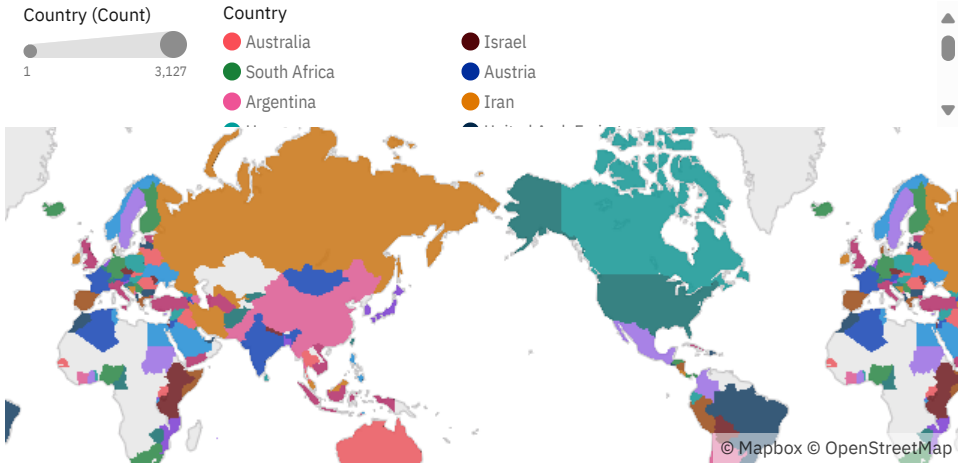 Country (Count)
1
3,127
Country
Australia
South Africa
Argentina
Israel
Austria
Iran
© Mapbox © OpenStreetMap